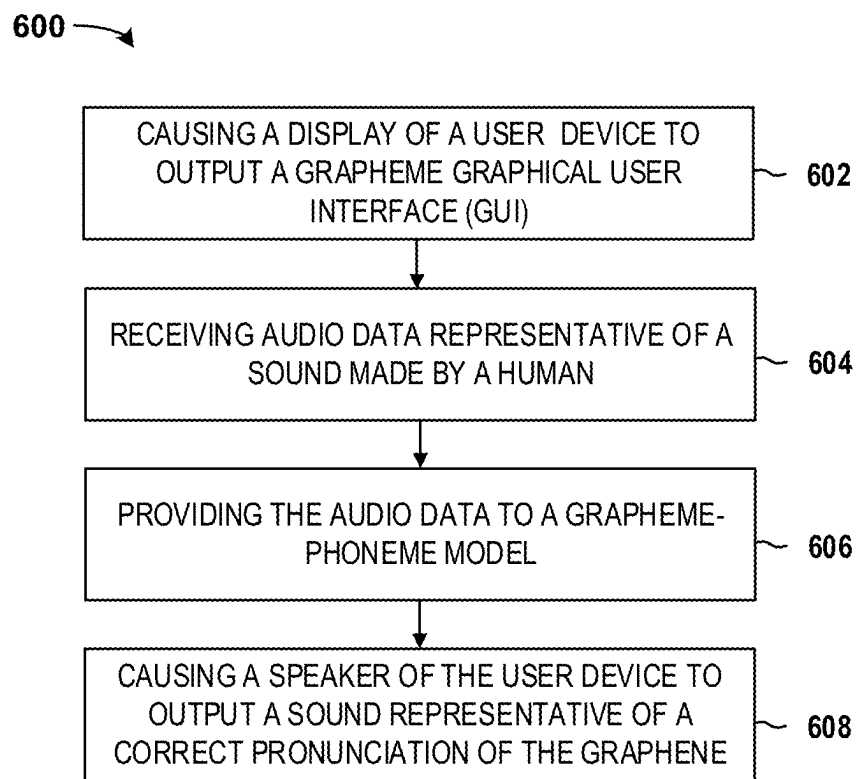 600
CAUSING A DISPLAY OF A USER DEVICE TO
OUTPUT A GRAPHEME GRAPHICAL USER
INTERFACE (GUI)
602
RECEIVING AUDIO DATA REPRESENTATIVE OF A
SOUND MADE BY A HUMAN
604
PROVIDING THE AUDIO DATA TO A GRAPHEME-
PHONEME MODEL
606
CAUSING A SPEAKER OF THE USER DEVICE TO
OUTPUT A SOUND REPRESENTATIVE OF A
CORRECT PRONUNCIATION OF THE GRAPHENE
608